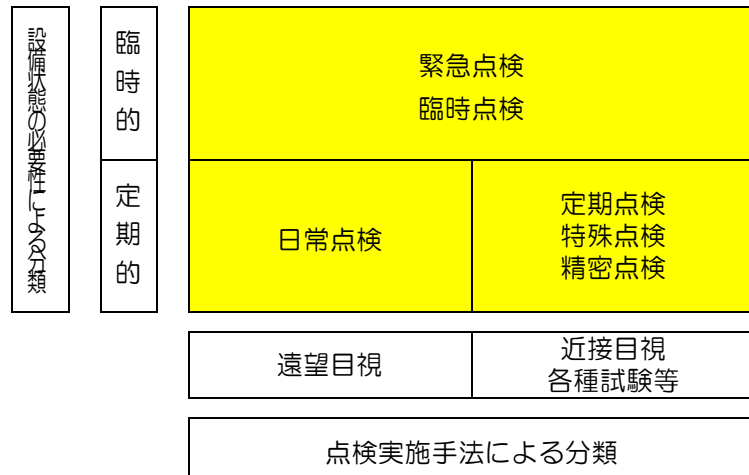 設備状態の必要性による分類
臨時的
緊急点検
臨時点検
定期的
日常点検
定期点検
特殊点検
精密点検
遠望目視
近接目視
各種試験等
点検実施手法による分類